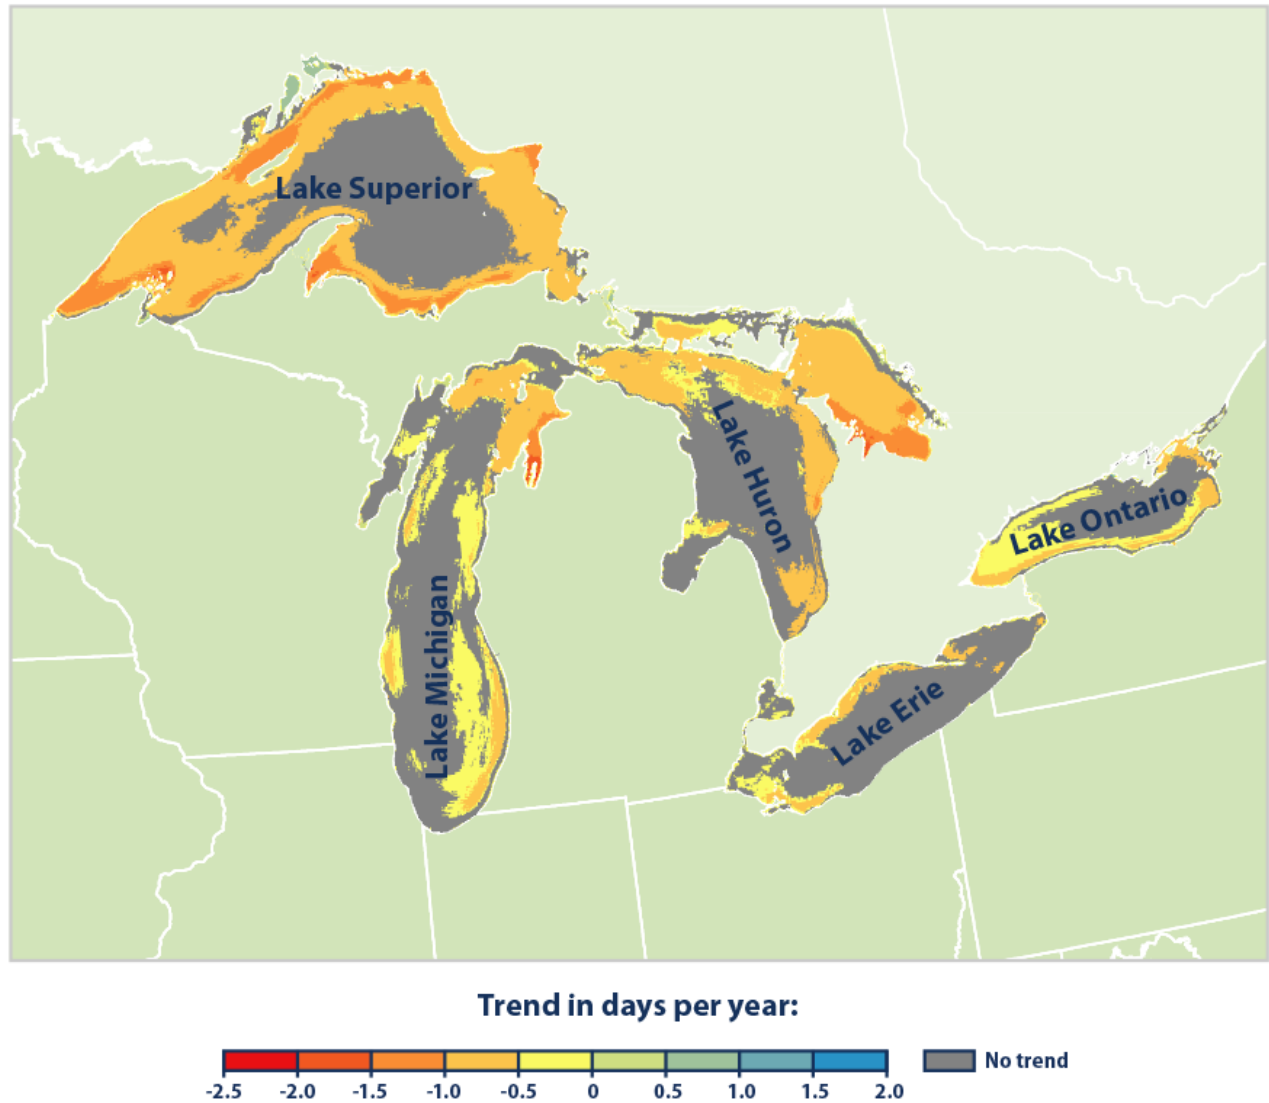 Lake Superior
Lake Huron
Lake Ontario
Lake Michigan
Lake Erie
Trend in days per year:
-2.5 -2.0 -1.5 -1.0 -0.5 0 0.5 1.0 1.5 2.0
No trend